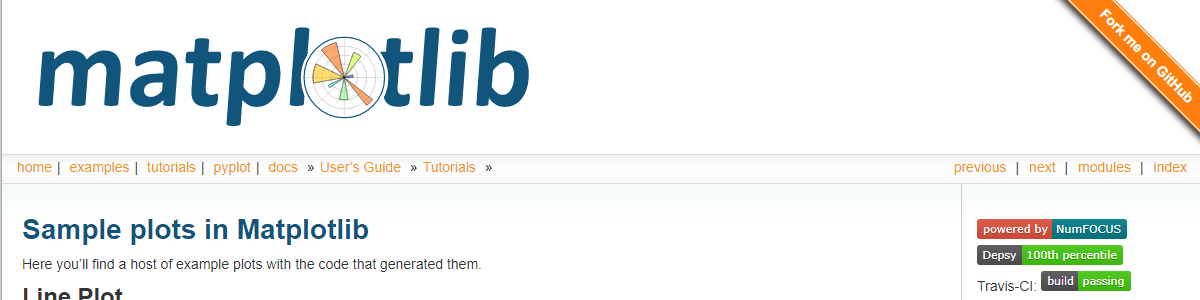 matplotlib
Fork me on GitHub
home | examples | tutorials | pyplot | docs » User's Guide » Tutorials »
previous | next | modules | index
Sample plots in Matplotlib
Here you'll find a host of example plots with the code that generated them.
Line Plot
powered by NumFOCUS
Depsy 100th percentile
Travis-CI: build passing